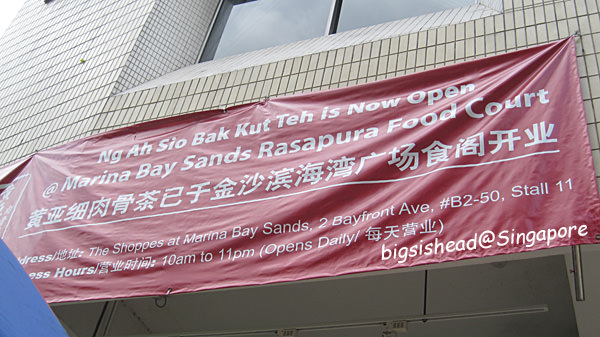 Ng Ah Sio Bak Kut Teh is Now Open
@ Marina Bay Sands Rasapura Food Court
黄亚细肉骨茶已于金沙滨海湾广场食阁开业
dress/地址: The Shoppes at Marina Bay Sands, 2 Bayfront Ave, #B2-50, Stall 11
ess Hours/营业时间: 10am to 11pm (Opens Daily/ 每天营业)
bigsishead@Singapore